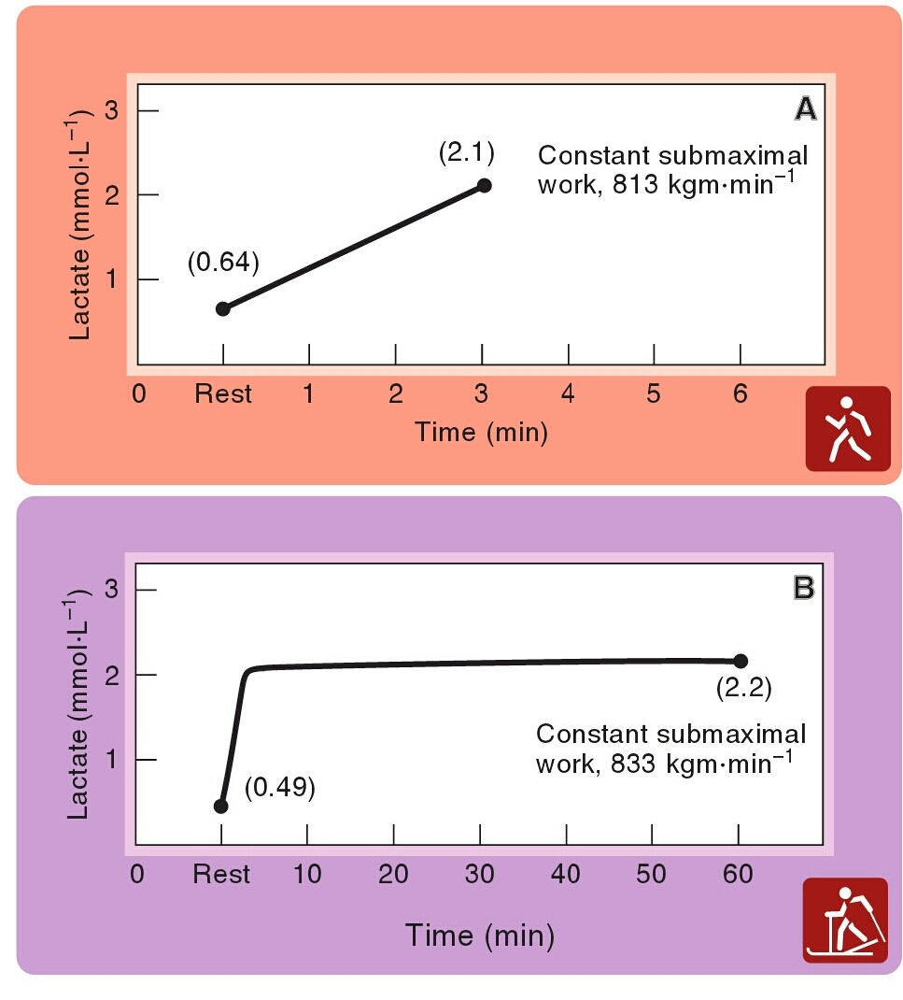 A
Lactate (mmol·L⁻¹)
3
2
1
(2.1)
(0.64)
Constant submaximal
work, 813 kgm·min⁻¹
0 Rest 1 2 3 4 5 6
Time (min)
B
Lactate (mmol·L⁻¹)
3
2
1
(2.2)
(0.49)
Constant submaximal
work, 833 kgm·min⁻¹
0 Rest 10 20 30 40 50 60
Time (min)